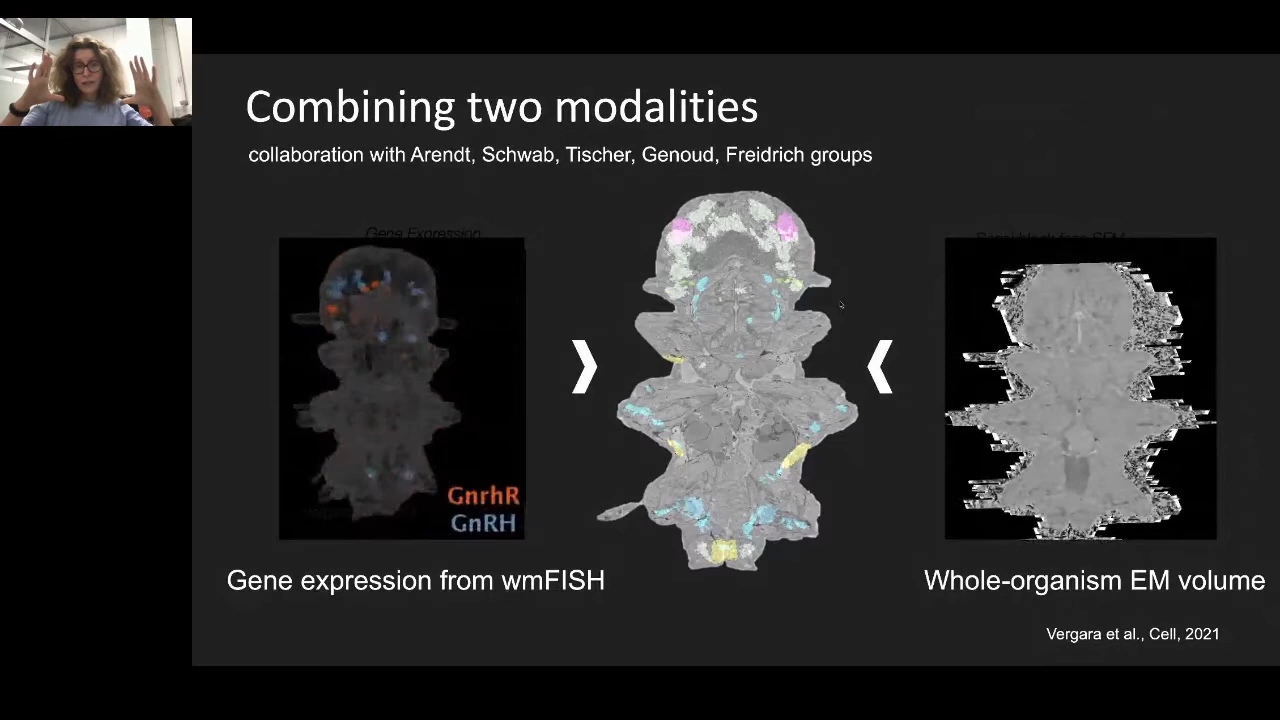 Combining two modalities
collaboration with Arendt, Schwab, Tischer, Genoud, Freidrich groups
Gene Expression
GnrhR
GnRH
Gene expression from wmFISH
Whole-organism EM volume
Vergara et al., Cell, 2021